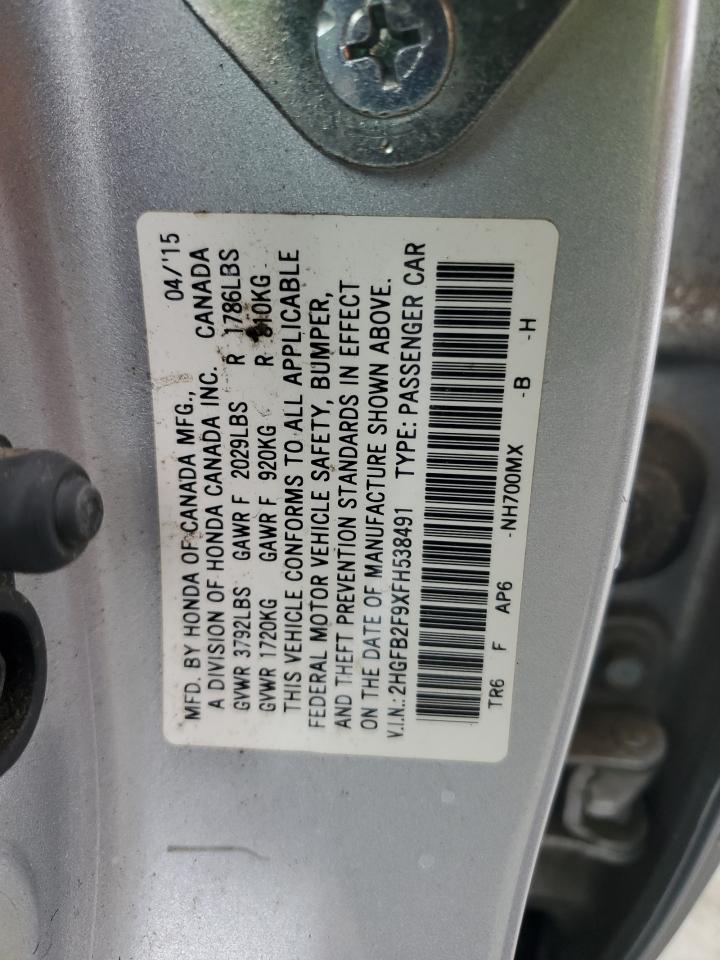 MFD. BY HONDA OF CANADA MFG., 04/'15
A DIVISION OF HONDA CANADA INC. CANADA
GVWR 3792LBS GAWR F 2029LBS R 1786LBS
GVWR 1720KG GAWR F 920KG R 810KG
THIS VEHICLE CONFORMS TO ALL APPLICABLE
FEDERAL MOTOR VEHICLE SAFETY, BUMPER,
AND THEFT PREVENTION STANDARDS IN EFFECT
ON THE DATE OF MANUFACTURE SHOWN ABOVE.
V.I.N.: 2HGFB2F9XFH538491 TYPE: PASSENGER CAR
TR6 F AP6 -NH700MX -B -H